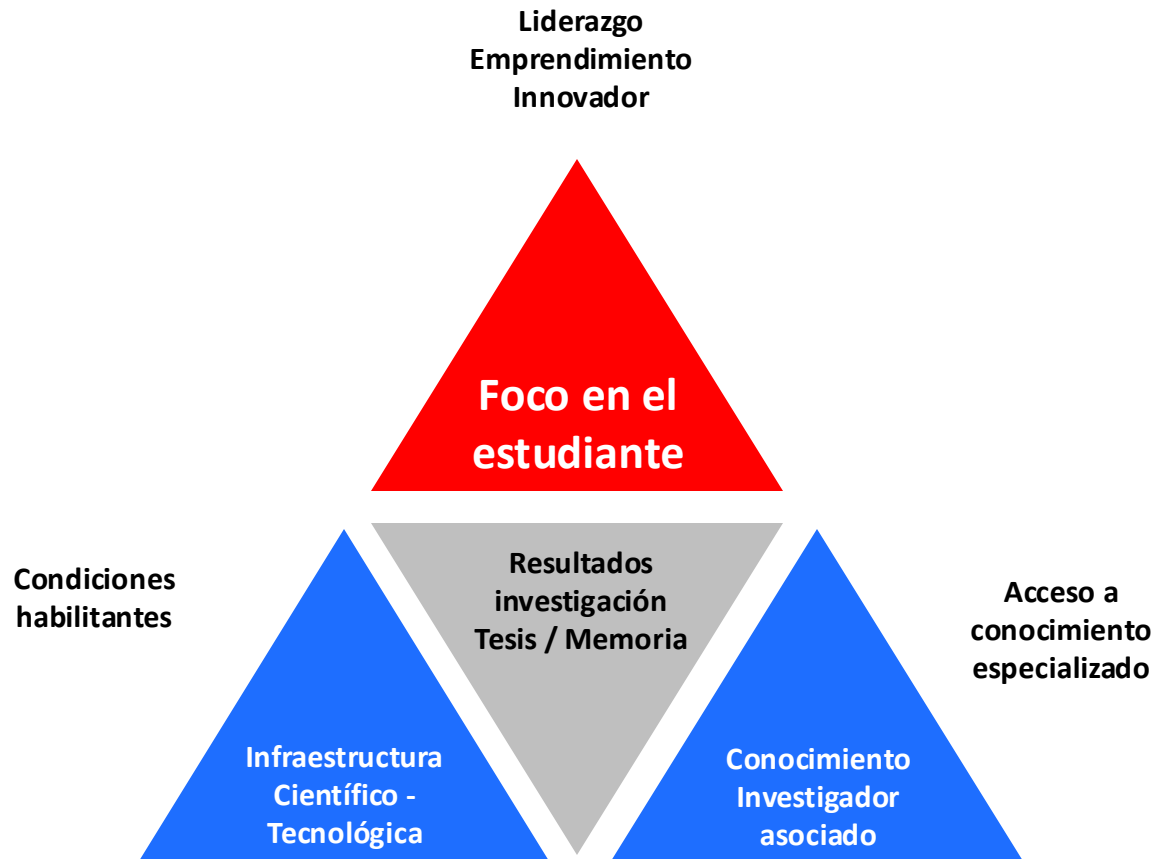 Liderazgo
Emprendimiento
Innovador
Foco en el
estudiante
Condiciones
habilitantes
Resultados
investigación
Tesis / Memoria
Acceso a
conocimiento
especializado
Infraestructura
Científico -
Tecnológica
Conocimiento
Investigador
asociado